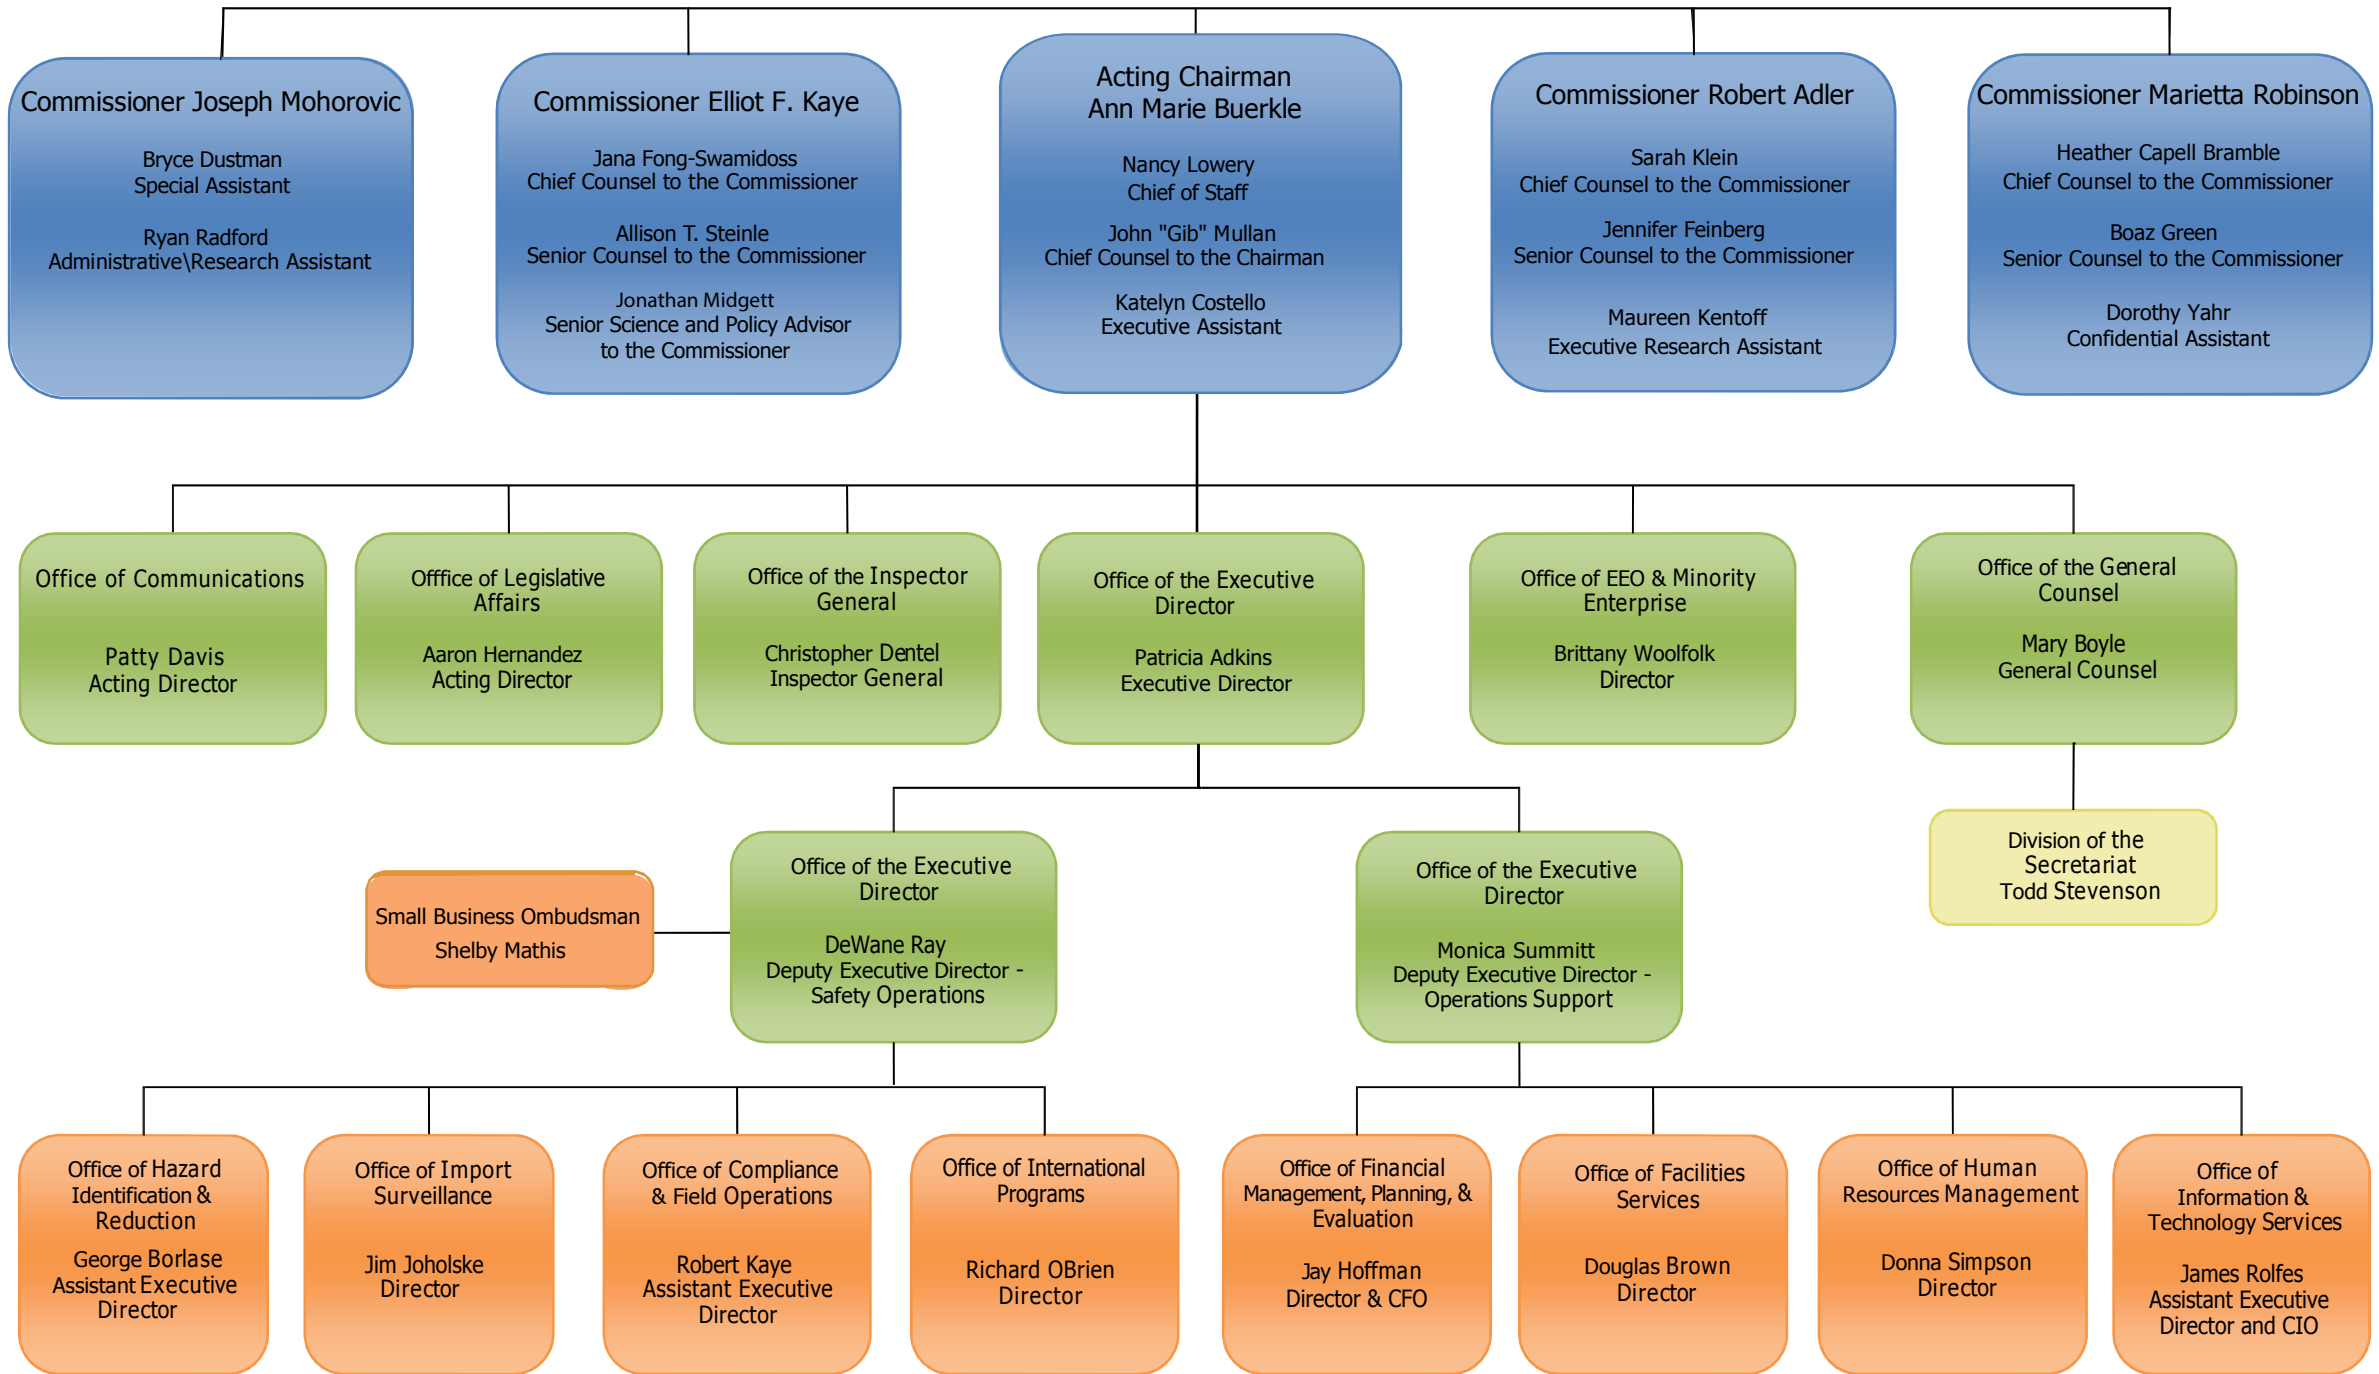 Commissioner Joseph Mohorovic
Bryce Dustman
Special Assistant
Ryan Radford
Administrative\Research Assistant
Commissioner Elliot F. Kaye
Jana Fong-Swamidoss
Chief Counsel to the Commissioner
Allison T. Steinle
Senior Counsel to the Commissioner
Jonathan Midgett
Senior Science and Policy Advisor
to the Commissioner
Acting Chairman
Ann Marie Buerkle
Nancy Lowery
Chief of Staff
John "Gib" Mullan
Chief Counsel to the Chairman
Katelyn Costello
Executive Assistant
Commissioner Robert Adler
Sarah Klein
Chief Counsel to the Commissioner
Jennifer Feinberg
Senior Counsel to the Commissioner
Maureen Kentoff
Executive Research Assistant
Commissioner Marietta Robinson
Heather Capell Bramble
Chief Counsel to the Commissioner
Boaz Green
Senior Counsel to the Commissioner
Dorothy Yahr
Confidential Assistant
Office of Communications
Patty Davis
Acting Director
Offfice of Legislative
Affairs
Aaron Hernandez
Acting Director
Office of the Inspector
General
Christopher Dentel
Inspector General
Office of the Executive
Director
Patricia Adkins
Executive Director
Office of EEO & Minority
Enterprise
Brittany Woolfolk
Director
Office of the General
Counsel
Mary Boyle
General Counsel
Small Business Ombudsman
Shelby Mathis
Office of the Executive
Director
DeWane Ray
Deputy Executive Director -
Safety Operations
Office of the Executive
Director
Monica Summitt
Deputy Executive Director -
Operations Support
Division of the
Secretariat
Todd Stevenson
Office of Hazard
Identification &
Reduction
George Borlase
Assistant Executive
Director
Office of Import
Surveillance
Jim Joholske
Director
Office of Compliance
& Field Operations
Robert Kaye
Assistant Executive
Director
Office of International
Programs
Richard OBrien
Director
Office of Financial
Management, Planning, &
Evaluation
Jay Hoffman
Director & CFO
Office of Facilities
Services
Douglas Brown
Director
Office of Human
Resources Management
Donna Simpson
Director
Office of
Information &
Technology Services
James Rolfes
Assistant Executive
Director and CIO